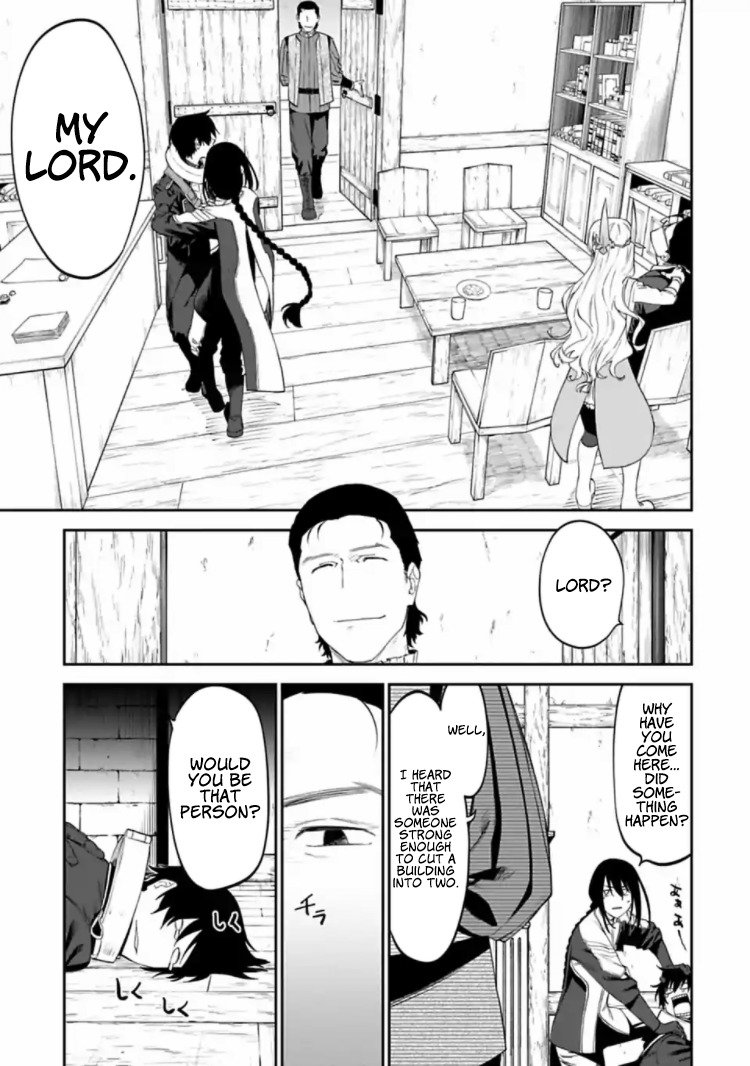 MY
LORD.
LORD?
WHY
HAVE
YOU
COME
HERE...
DID
SOME-
THING
HAPPEN?
WELL,
I HEARD
THAT
THERE
WAS
SOMEONE
STRONG
ENOUGH
TO CUT A
BUILDING
INTO TWO.
チラ
WOULD
YOU BE
THAT
PERSON?
しく
しく
しく